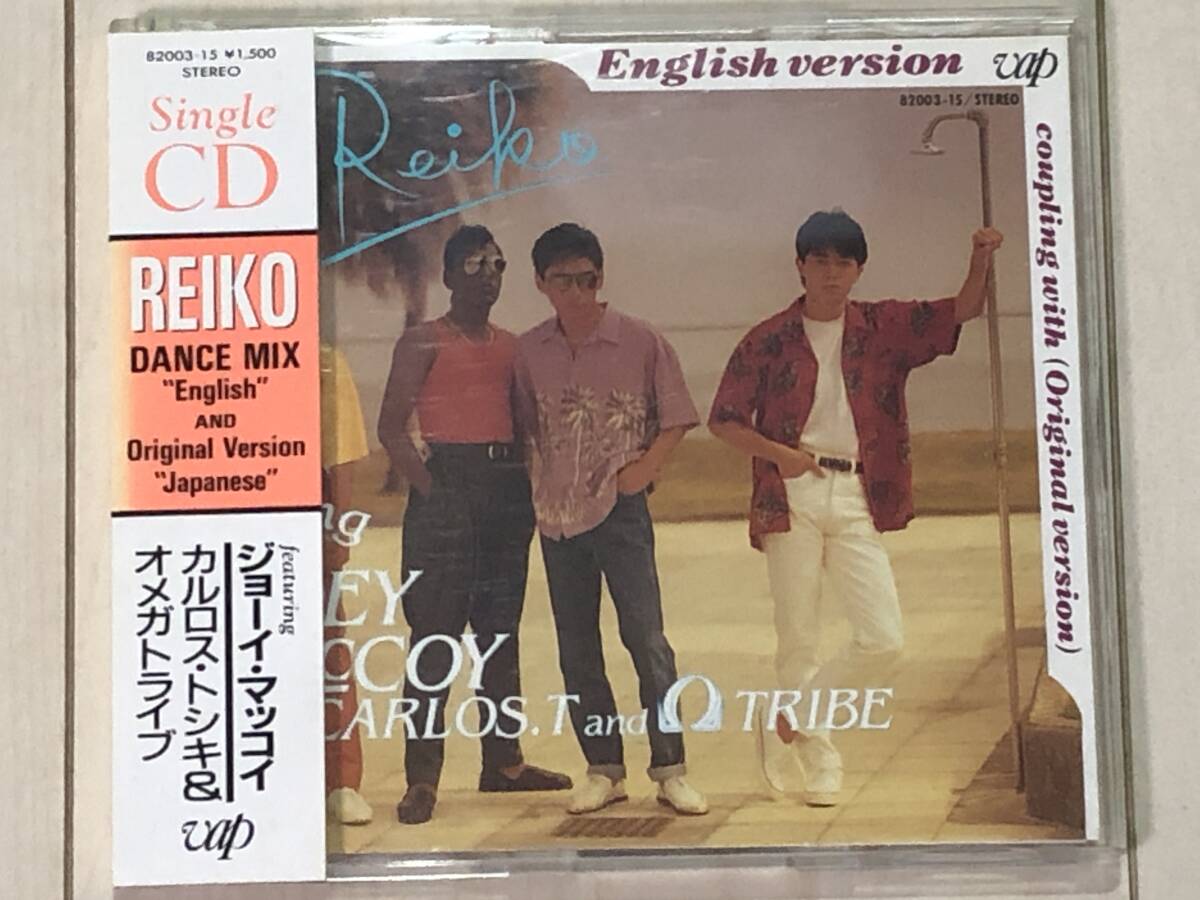 82003-15 ¥1,500
STEREO
Single
CD
REIKO
DANCE MIX
"English"
AND
Original Version
"Japanese"
featuring
ジョーイ・マッコイ
カルロス・トシキ&
オメガトライブ
vap
English version
vap
82003-15/STEREO
coupling with (Original version)
Reiko
ng
EY
CCOY
CARLOS.T and Ω TRIBE